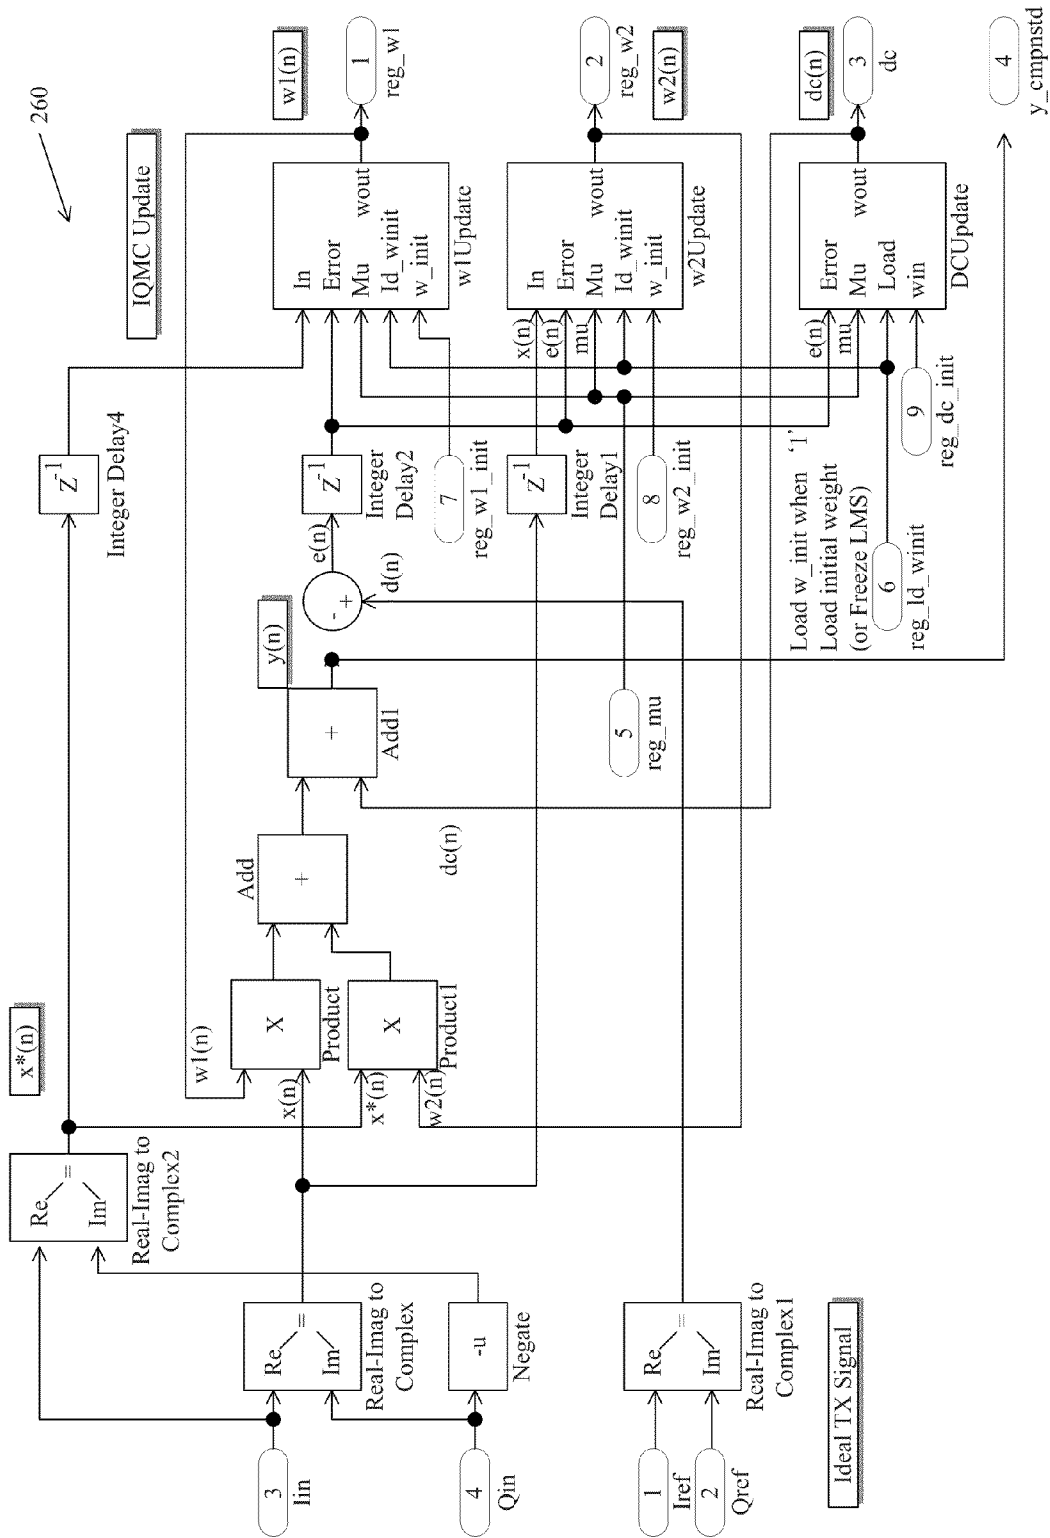 260
IQMC Update
x*(n)
Re
=
Im
Real-Imag to
Complex2
Z-1
Integer Delay4
w1(n)
w1(n)
1
reg_w1
3
Iin
Re
=
Im
Real-Imag to
Complex
x(n)
X
Product
Add
+
y(n)
+
Add1
-
+
e(n)
d(n)
Z-1
Integer
Delay2
In
Error
Mu
Id_winit
w_init
wout
w1Update
7
reg_w1_init
4
Qin
-u
Negate
x*(n)
w2(n)
X
Product1
dc(n)
Z-1
Integer
Delay1
x(n)
e(n)
mu
In
Error
Mu
Id_winit
w_init
wout
w2Update
2
reg_w2
w2(n)
8
reg_w2_init
5
reg_mu
1
Iref
2
Qref
Re
=
Im
Real-Imag to
Complex1
Ideal TX Signal
Load w_init when '1'
Load initial weight
(or Freeze LMS)
6
reg_ld_winit
e(n)
mu
Error
Mu
Load
win
wout
DCUpdate
dc(n)
3
dc
9
reg_dc_init
4
y_cmpnstd